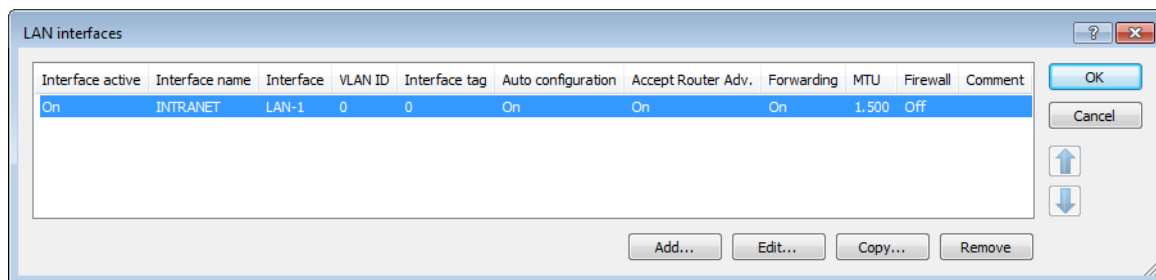 LAN interfaces
Interface active Interface name Interface VLAN ID Interface tag Auto configuration Accept Router Adv. Forwarding MTU Firewall Comment
On INTRANET LAN-1 0 0 On On On 1.500 Off
OK
Cancel
Add... Edit... Copy... Remove